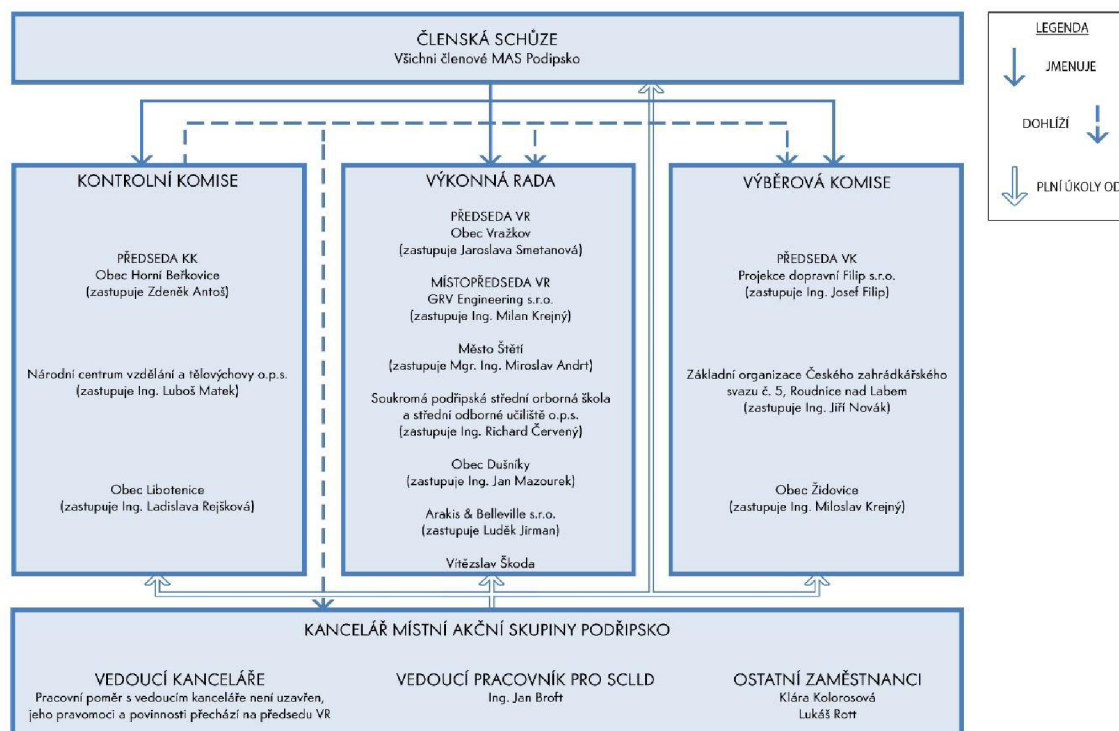 ČLENSKÁ SCHŮZE
Všichni členové MAS Podipsko
LEGENDA
JMENUJE
DOHLÍŽÍ
PLNÍ ÚKOLY OD
KONTROLNÍ KOMISE
PŘEDSEDA KK
Obec Horní Beřkovice
(zastupuje Zdeněk Antoš)
Národní centrum vzdělání a tělovýchovy o.p.s.
(zastupuje Ing. Luboš Matek)
Obec Libotenice
(zastupuje Ing. Ladislava Rejšková)
VÝKONNÁ RADA
PŘEDSEDA VR
Obec Vražkov
(zastupuje Jaroslava Smetanová)
MÍSTOPŘEDSEDA VR
GRV Engineering s.r.o.
(zastupuje Ing. Milan Krejný)
Město Štětí
(zastupuje Mgr. Ing. Miroslav Andrt)
Soukromá podřipská střední orborná škola
a střední odborné učiliště o.p.s.
(zastupuje Ing. Richard Červený)
Obec Dušníky
(zastupuje Ing. Jan Mazourek)
Arakis & Belleville s.r.o.
(zastupuje Luděk Jirman)
Vítězslav Škoda
VÝBĚROVÁ KOMISE
PŘEDSEDA VK
Projekce dopravní Filip s.r.o.
(zastupuje Ing. Josef Filip)
Základní organizace Českého zahrádkářského
svazu č. 5, Roudnice nad Labem
(zastupuje Ing. Jiří Novák)
Obec Židovice
(zastupuje Ing. Miloslav Krejný)
KANCELÁŘ MÍSTNÍ AKČNÍ SKUPINY PODŘIPSKO
VEDOUCÍ KANCELÁŘE
Pracovní poměr s vedoucím kanceláře není uzavřen,
jeho pravomoci a povinnosti přechází na předsedu VR
VEDOUCÍ PRACOVNÍK PRO SCLLD
Ing. Jan Broft
OSTATNÍ ZAMĚSTNANCI
Klára Kolorosová
Lukáš Rott